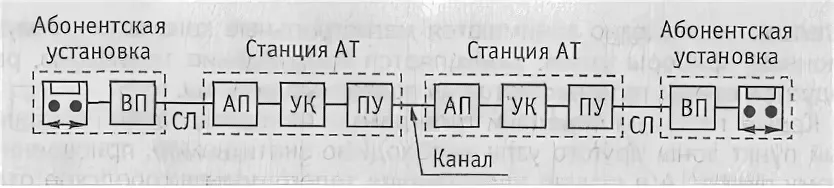 Абонентская
установка
Станция АТ
Станция АТ
Абонентская
установка
ВП
СЛ
АП
УК
ПУ
Канал
АП
УК
ПУ
СЛ
ВП